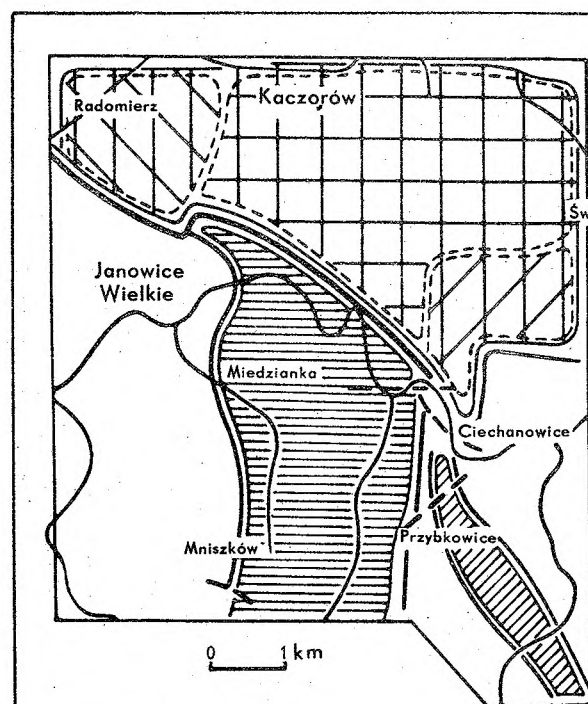 Radomierz
Kaczorów
Janowice
Wielkie
Miedzianka
Ciechanowice
Mniszków
Przybkowice
0 1 km